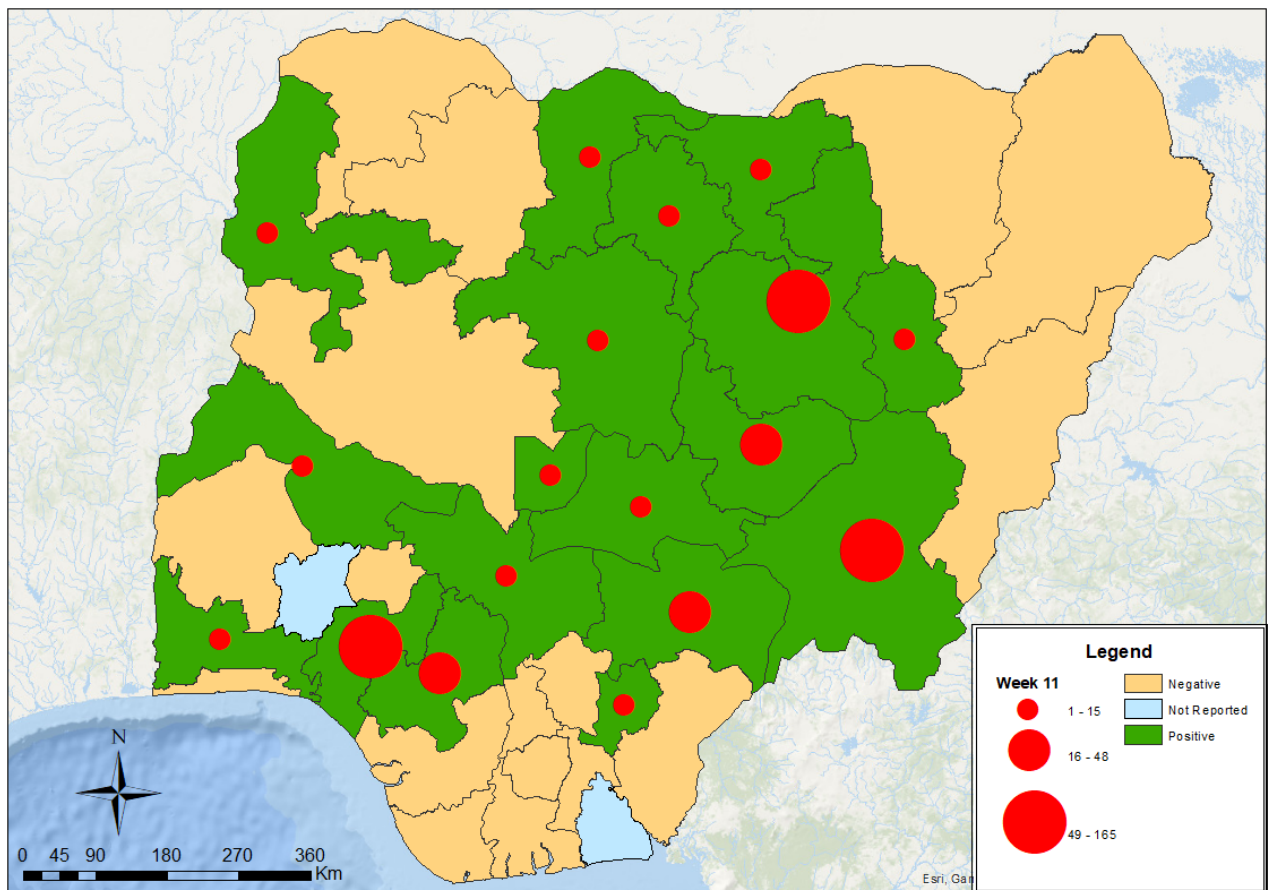 Legend
Week 11
1 - 15
16 - 48
49 - 165
Negative
Not Reported
Positive
N
0 45 90 180 270 360
Km
Esri, Gar